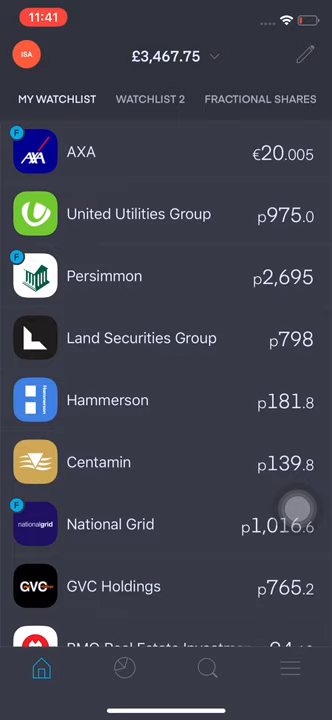 11:41
ISA
£3,467.75
MY WATCHLIST WATCHLIST 2 FRACTIONAL SHARES
F
AXA AXA €20.005
United Utilities Group p975.0
F
Persimmon p2,695
Land Securities Group p798
Hammerson Hammerson p181.8
Centamin p139.8
F
nationalgrid National Grid p1,016.6
GVC GVC Holdings p765.2